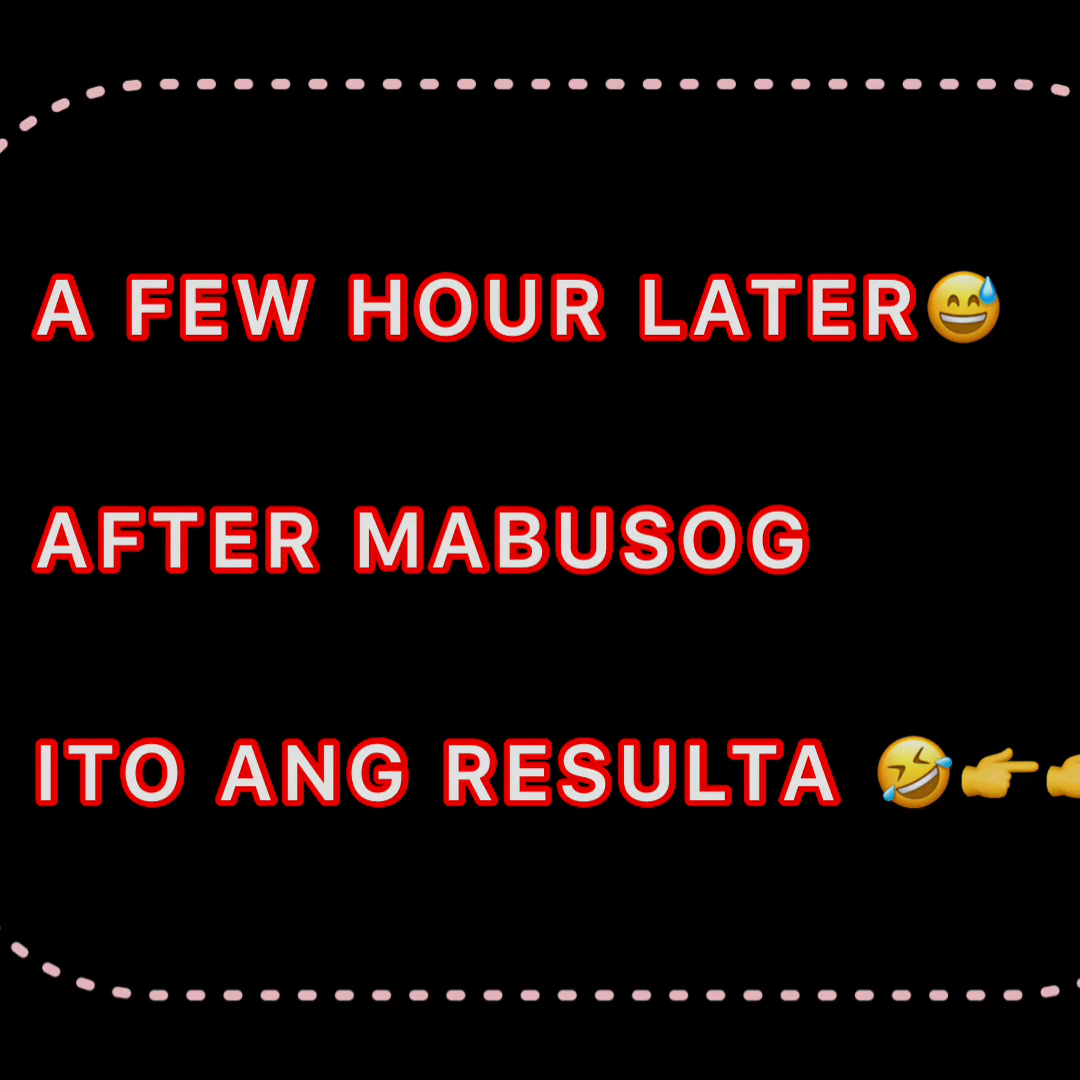 A FEW HOUR LATER😅
AFTER MABUSOG
ITO ANG RESULTA 🤣👉👉